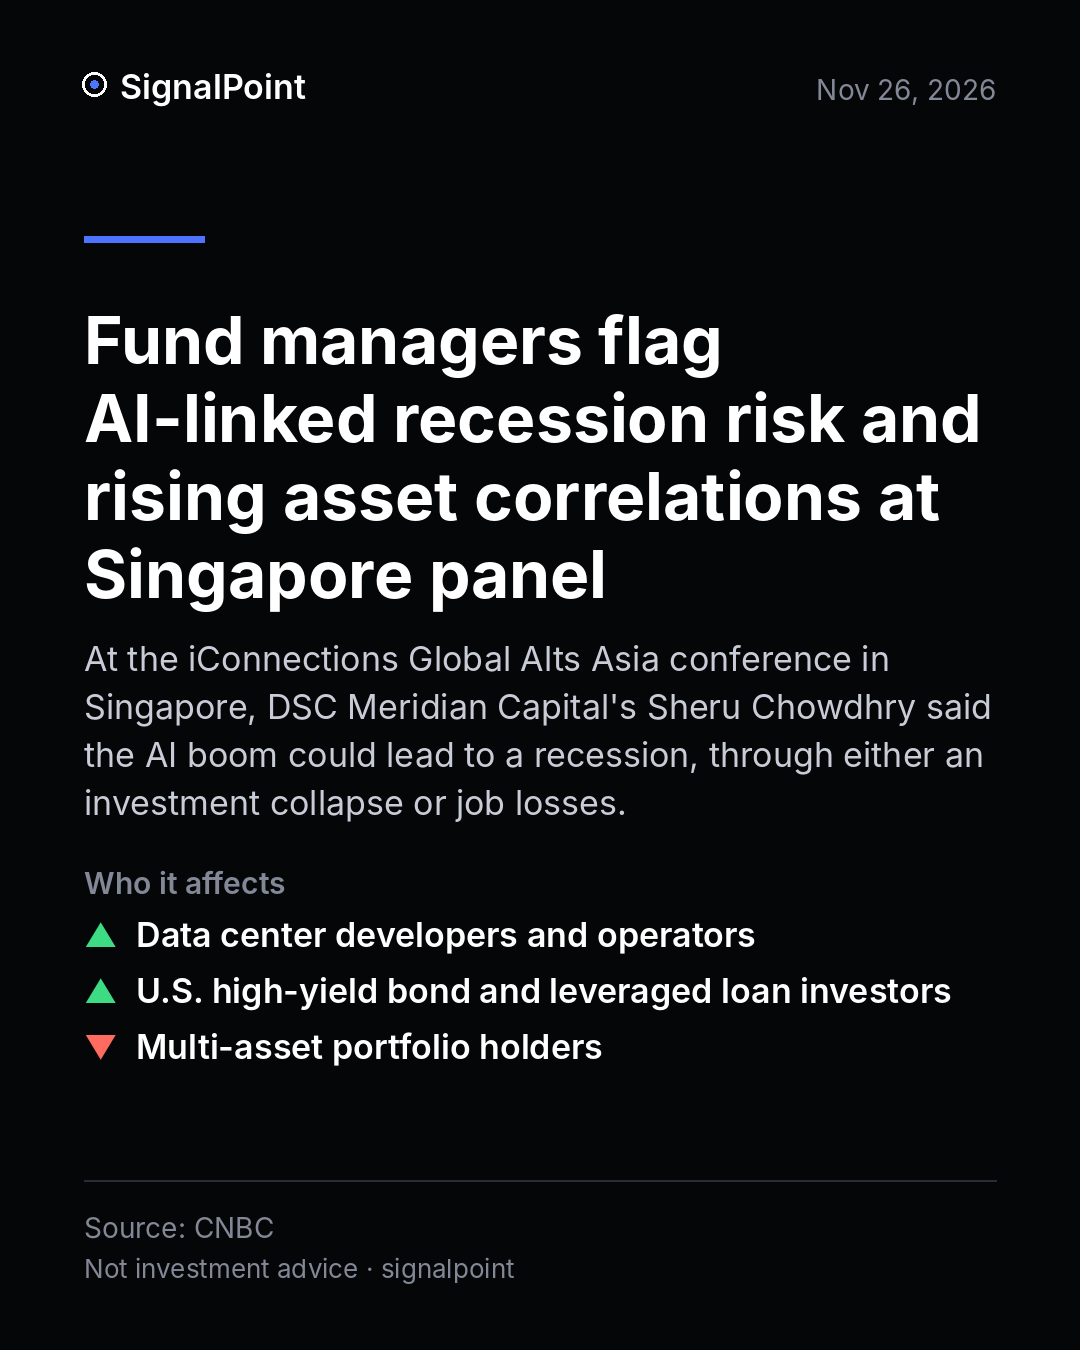 SignalPoint
Nov 26, 2026
Fund managers flag
AI-linked recession risk and
rising asset correlations at
Singapore panel
At the iConnections Global Alts Asia conference in
Singapore, DSC Meridian Capital's Sheru Chowdhry said
the AI boom could lead to a recession, through either an
investment collapse or job losses.
Who it affects
▲ Data center developers and operators
▲ U.S. high-yield bond and leveraged loan investors
▼ Multi-asset portfolio holders
Source: CNBC
Not investment advice · signalpoint